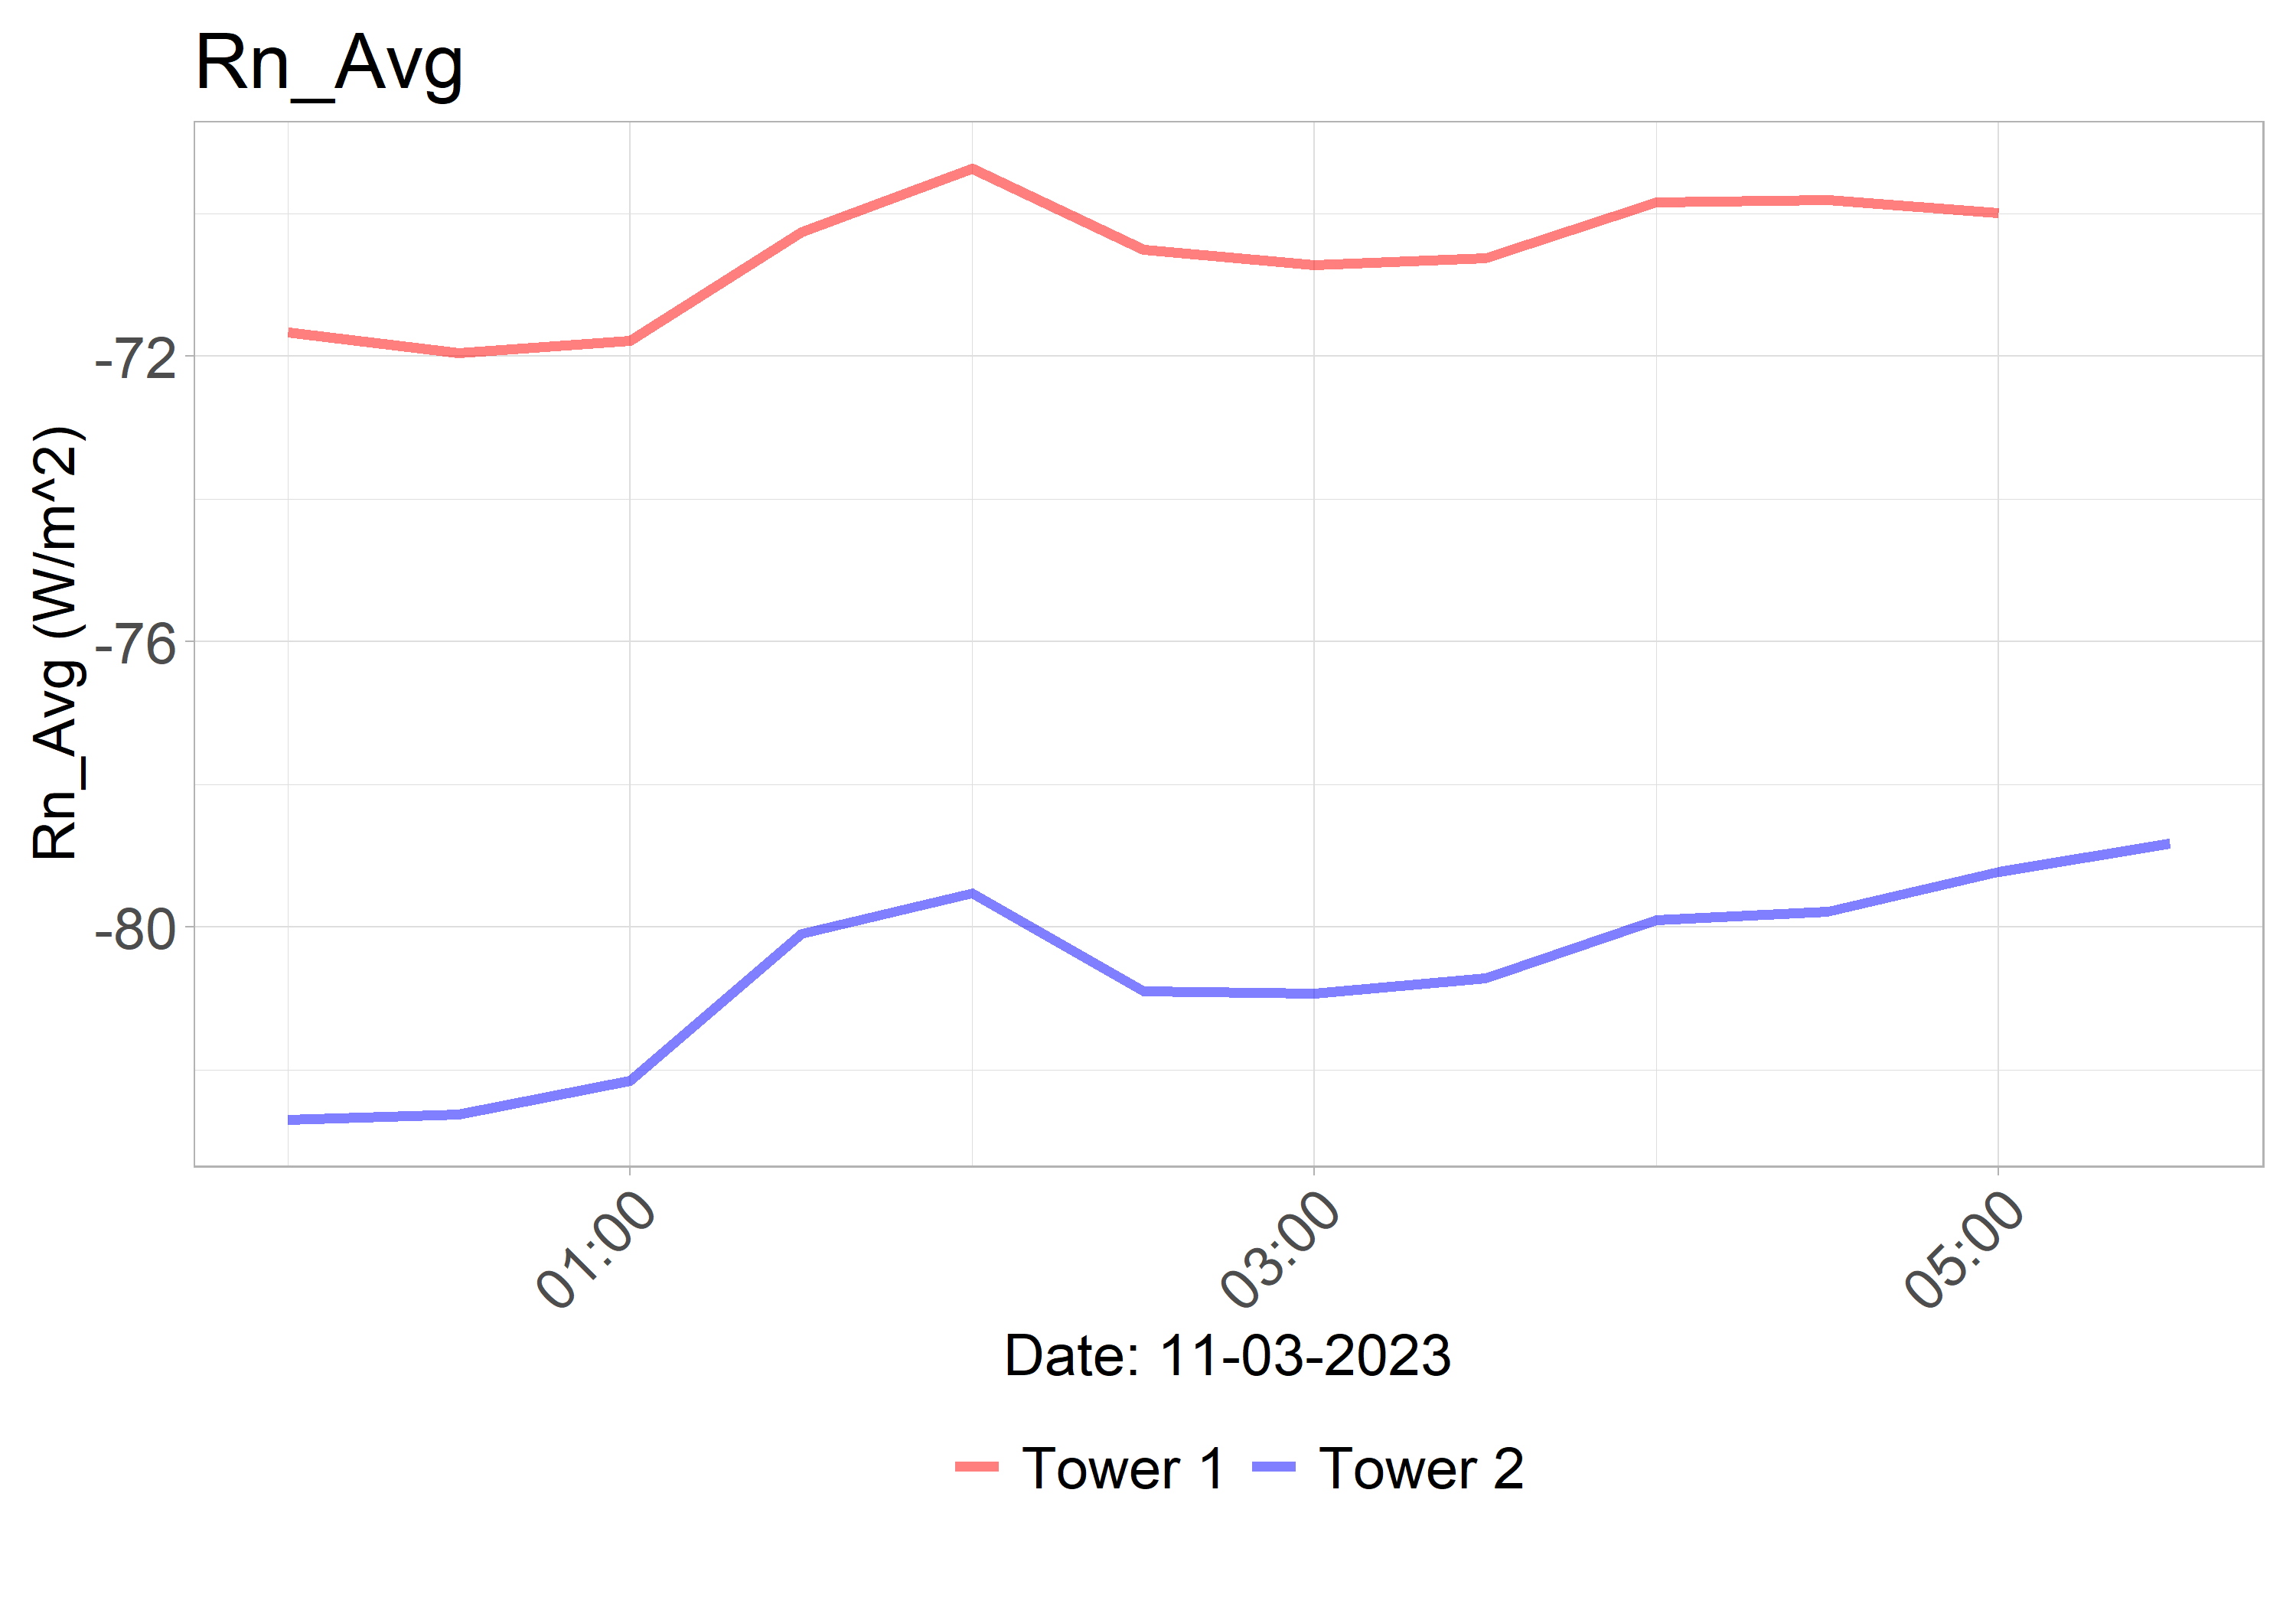 Rn_Avg
Rn_Avg (W/m^2)
-72
-76
-80
01:00
03:00
05:00
Date: 11-03-2023
Tower 1
Tower 2